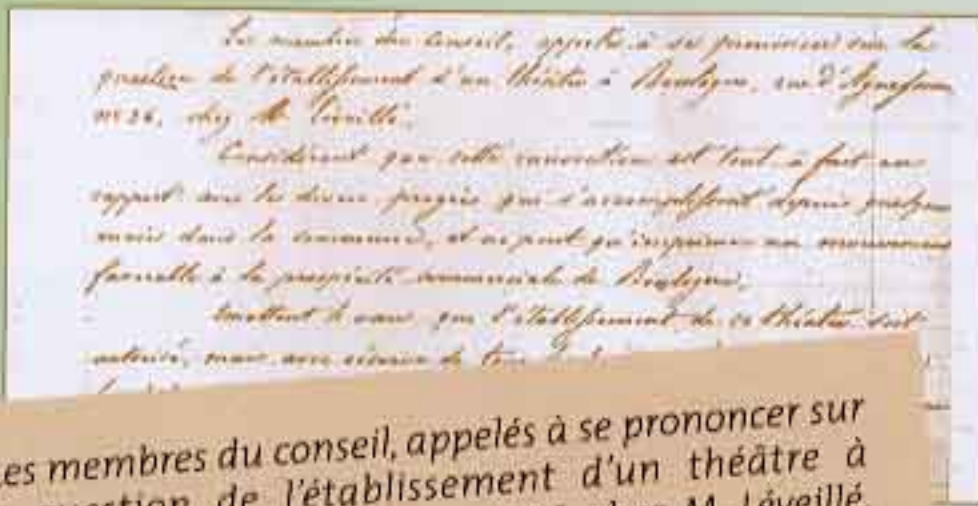 Les membres du conseil, appelés à se prononcer sur la
question de l'établissement d'un théâtre à Boulogne, rue d'Aguesseau
n° 26, chez M. Léveillé.
Considérant que cette innovation est tout à fait en
rapport avec les divers progrès qui s'accomplissent depuis quelques
mois dans la commune, et ne peut qu'imprimer un mouvement
favorable à la prospérité commerciale de Boulogne,
émettent le vœu que l'établissement de ce théâtre soit
autorisé, mais avec réserve de tous
Les membres du conseil, appelés à se prononcer sur
question de l'établissement d'un théâtre à
M. Léveillé,